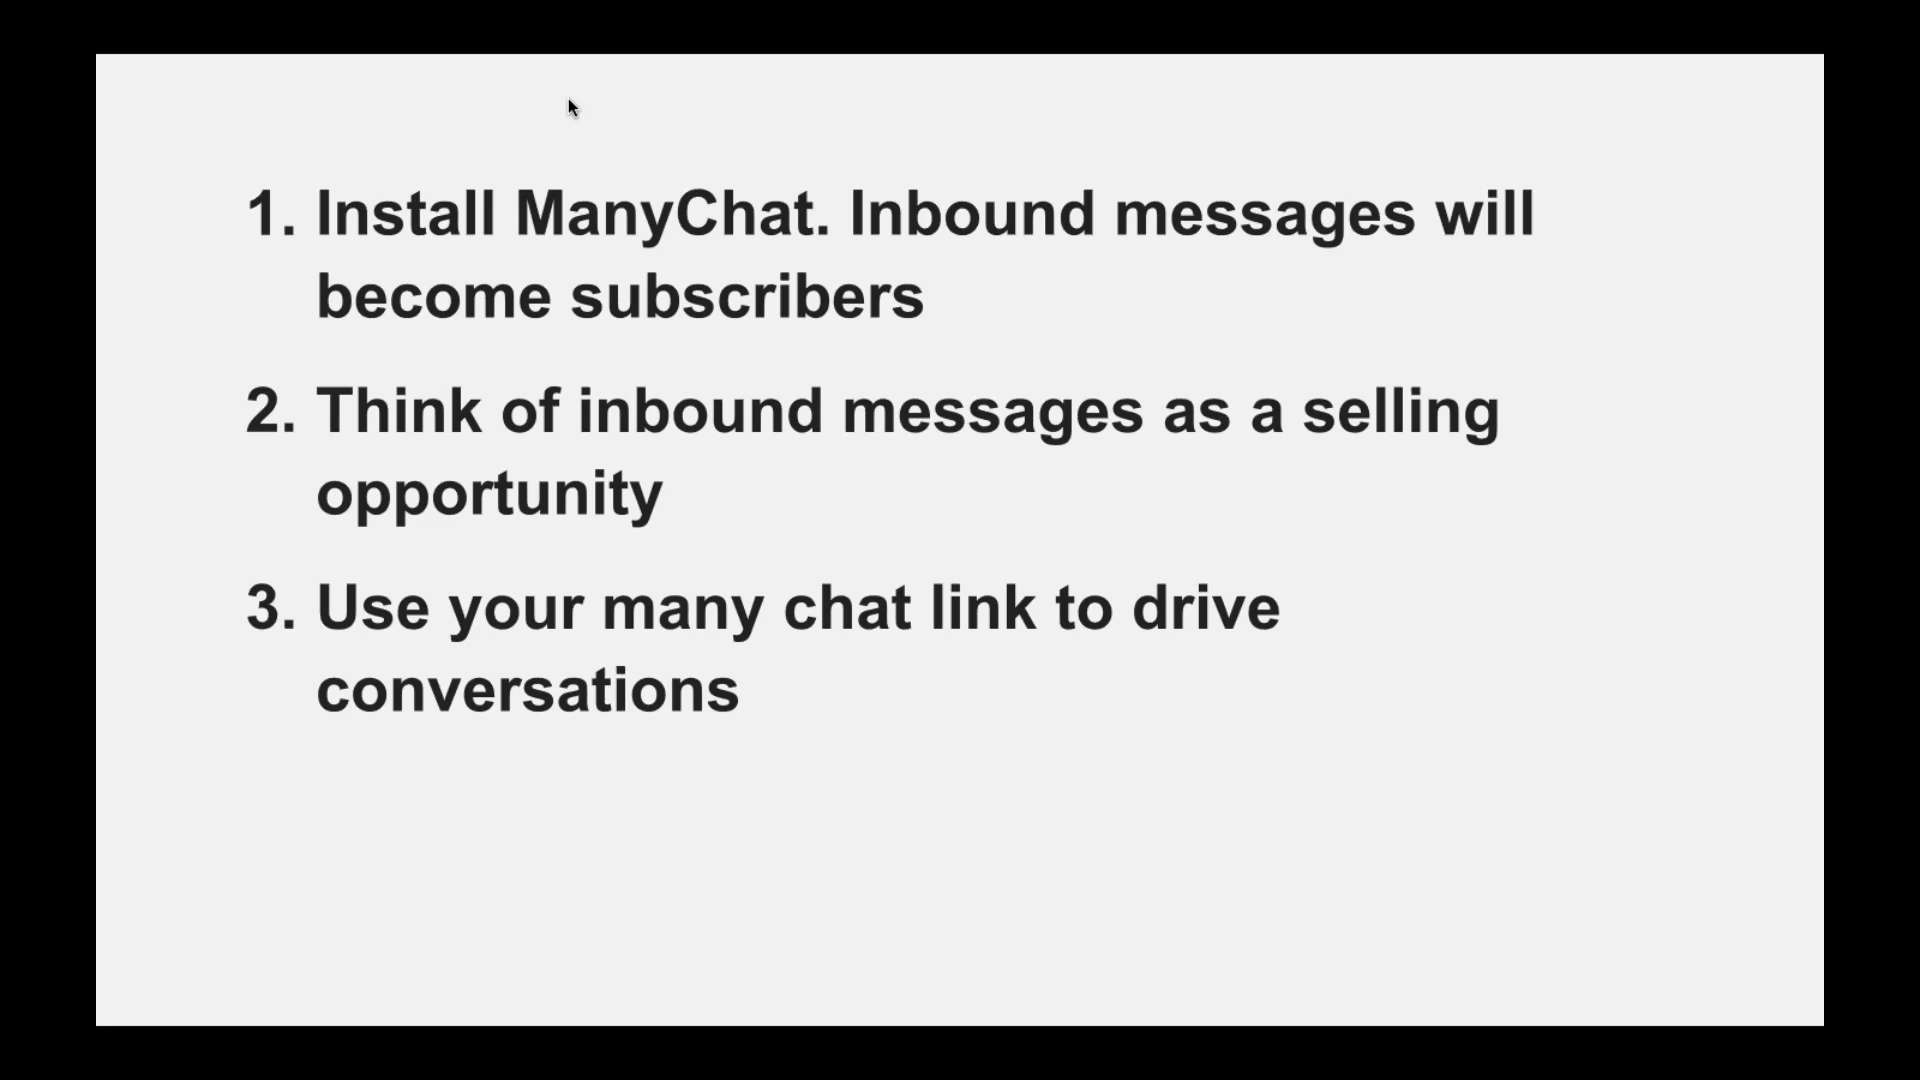 1. Install ManyChat. Inbound messages will
become subscribers
2. Think of inbound messages as a selling
opportunity
3. Use your many chat link to drive
conversations